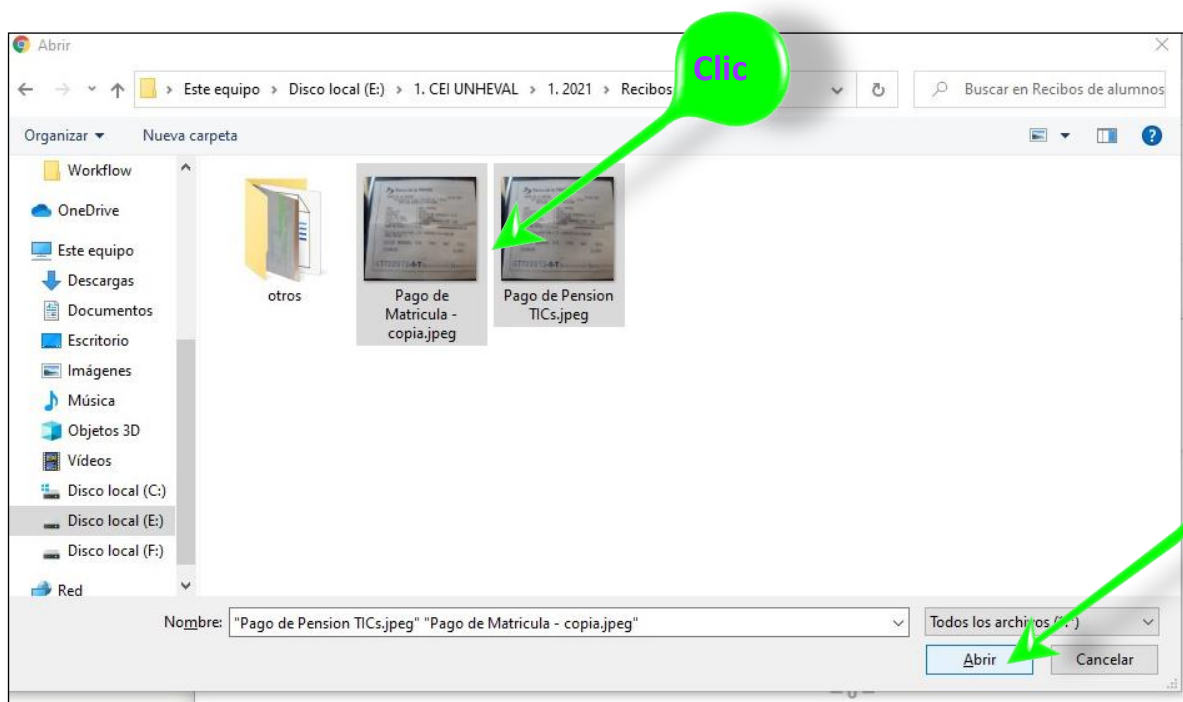 Abrir
Este equipo > Disco local (E:) > 1. CEI UNHEVAL > 1. 2021 > Recibos
Buscar en Recibos de alumnos
Clic
Organizar
Nueva carpeta
Workflow
OneDrive
Este equipo
Descargas
Documentos
Escritorio
Imágenes
Música
Objetos 3D
Vídeos
Disco local (C:)
Disco local (E:)
Disco local (F:)
Red
otros
Pago de
Matricula -
copia.jpeg
Pago de Pension
TICs.jpeg
Nombre: "Pago de Pension TICs.jpeg" "Pago de Matricula - copia.jpeg"
Todos los archivos
Abrir
Cancelar